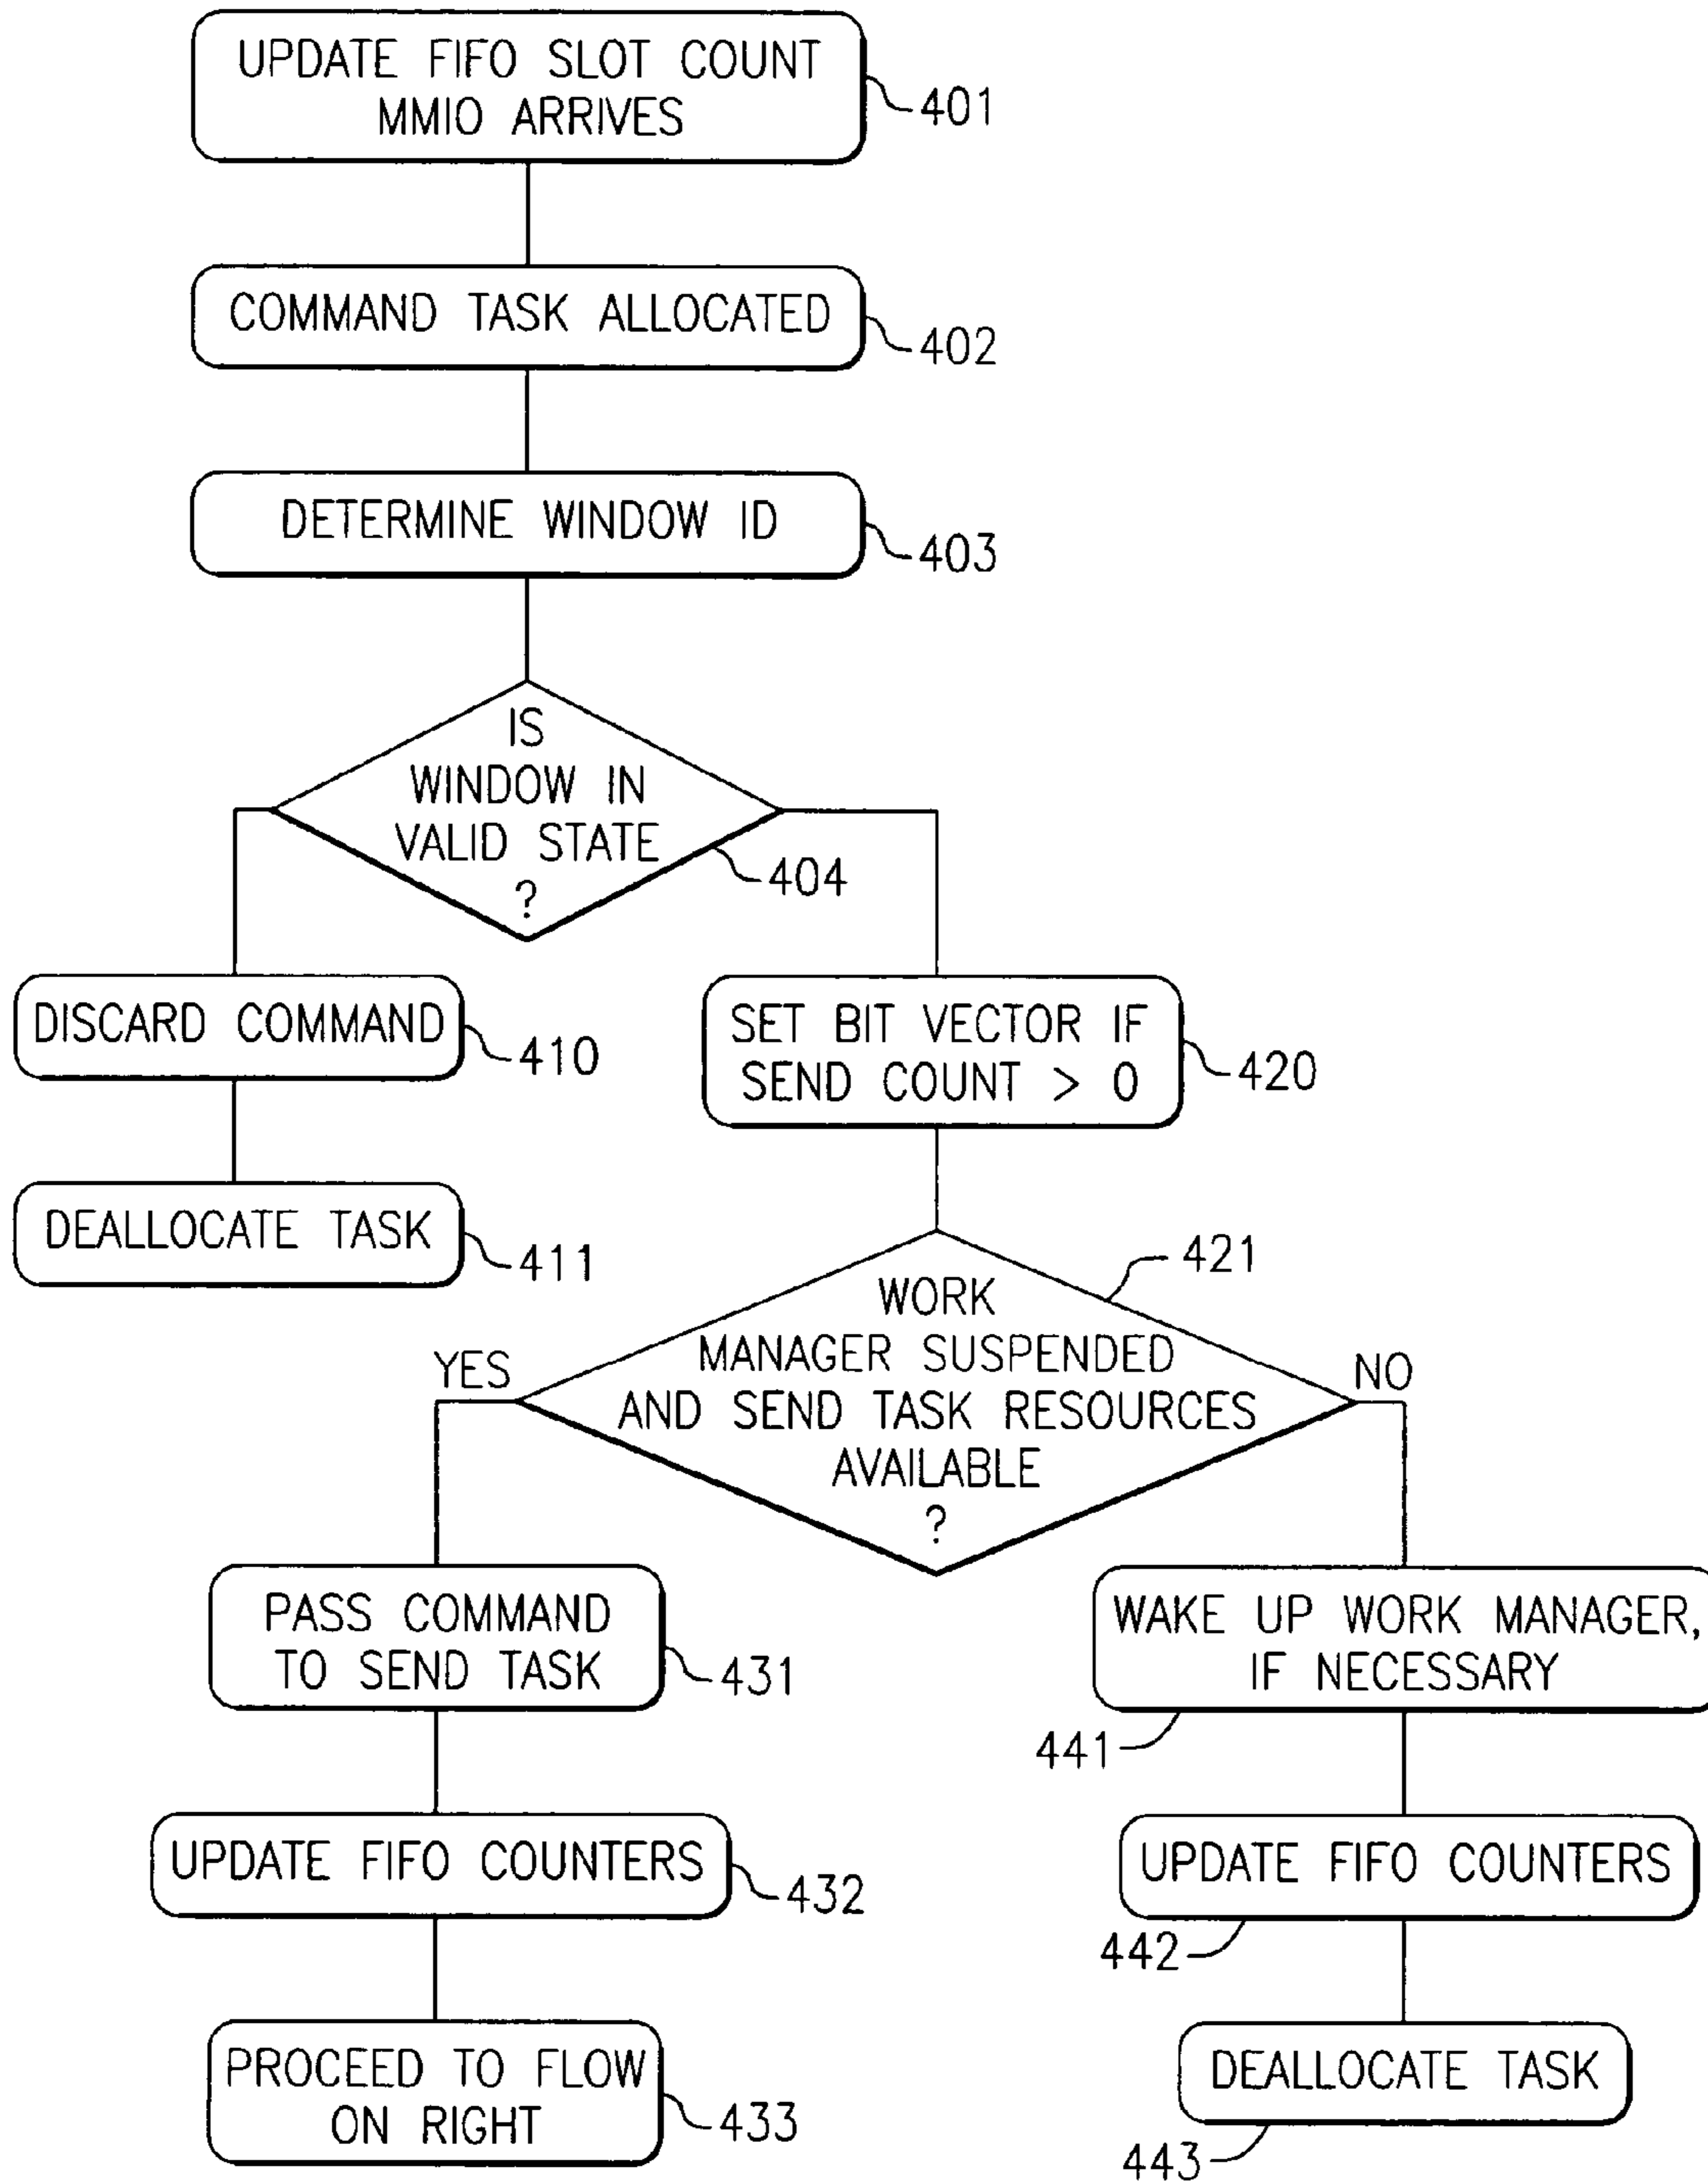 UPDATE FIFO SLOT COUNT
MMIO ARRIVES
401
COMMAND TASK ALLOCATED
402
DETERMINE WINDOW ID
403
IS
WINDOW IN
VALID STATE
?
404
DISCARD COMMAND
410
DEALLOCATE TASK
411
SET BIT VECTOR IF
SEND COUNT > 0
420
421
WORK
MANAGER SUSPENDED
AND SEND TASK RESOURCES
AVAILABLE
?
YES
NO
PASS COMMAND
TO SEND TASK
431
UPDATE FIFO COUNTERS
432
PROCEED TO FLOW
ON RIGHT
433
WAKE UP WORK MANAGER,
IF NECESSARY
441
UPDATE FIFO COUNTERS
442
DEALLOCATE TASK
443